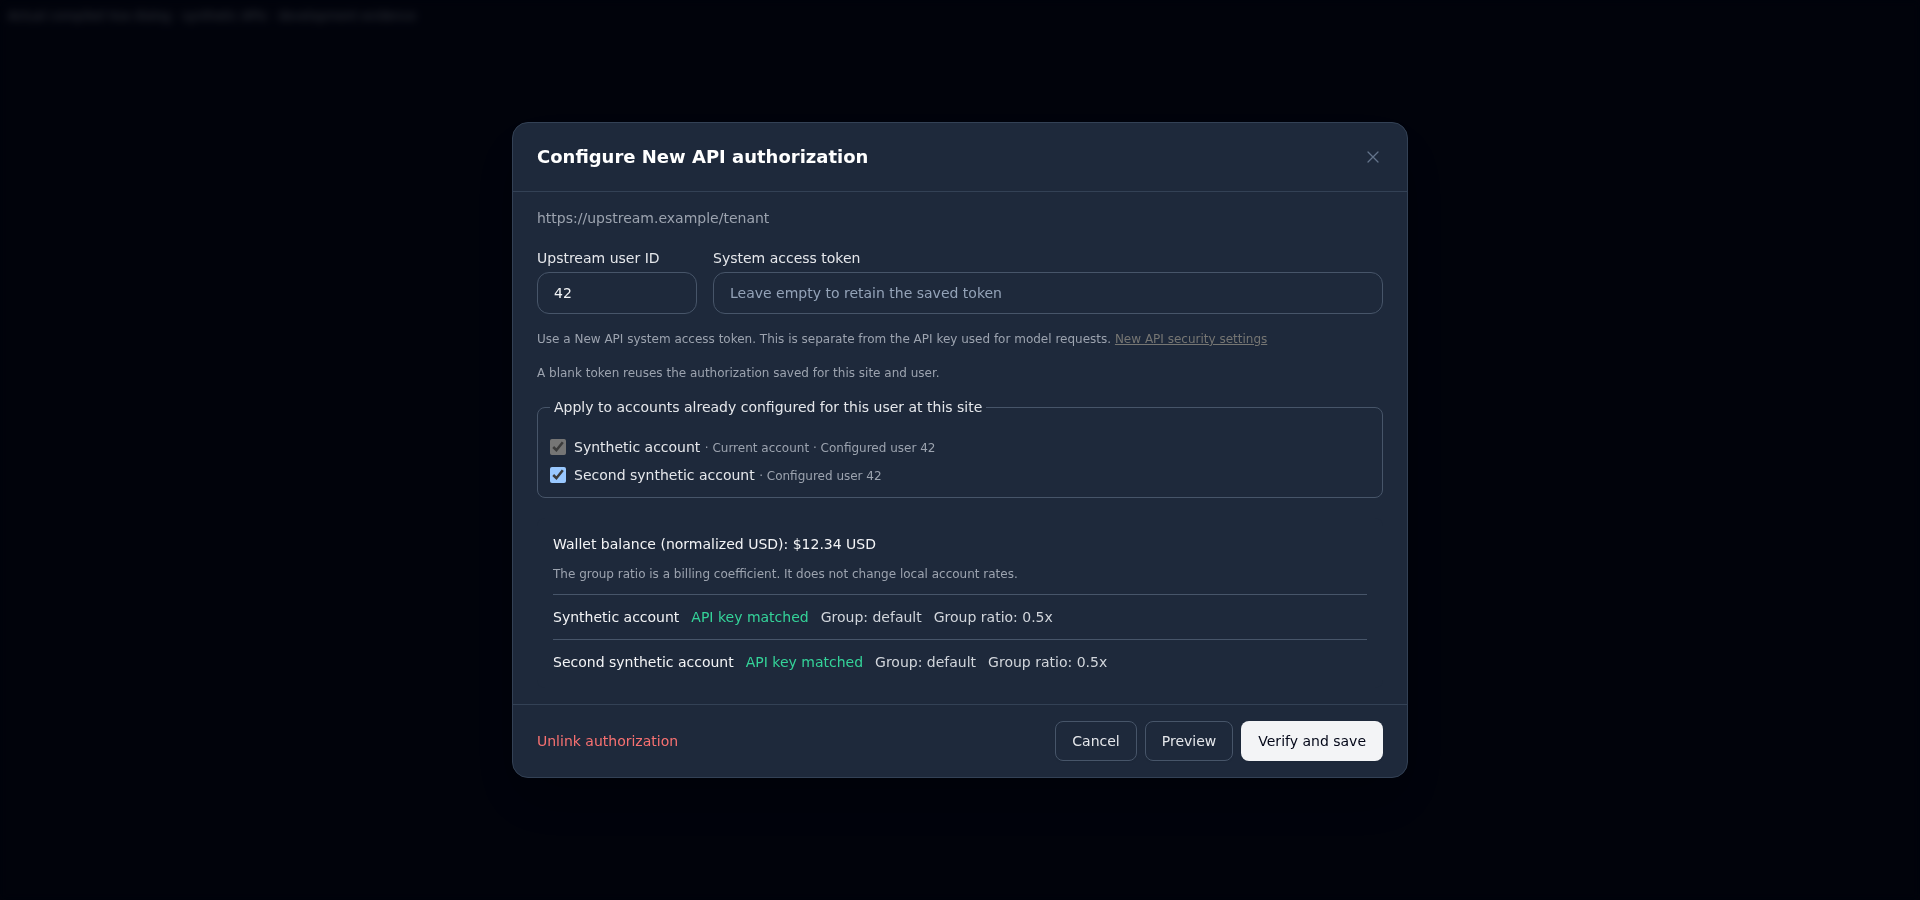 Configure New API authorization
https://upstream.example/tenant
Upstream user ID System access token
42 Leave empty to retain the saved token
Use a New API system access token. This is separate from the API key used for model requests. New API security settings
A blank token reuses the authorization saved for this site and user.
Apply to accounts already configured for this user at this site
Synthetic account · Current account · Configured user 42
Second synthetic account · Configured user 42
Wallet balance (normalized USD): $12.34 USD
The group ratio is a billing coefficient. It does not change local account rates.
Synthetic account API key matched Group: default Group ratio: 0.5x
Second synthetic account API key matched Group: default Group ratio: 0.5x
Unlink authorization Cancel Preview Verify and save